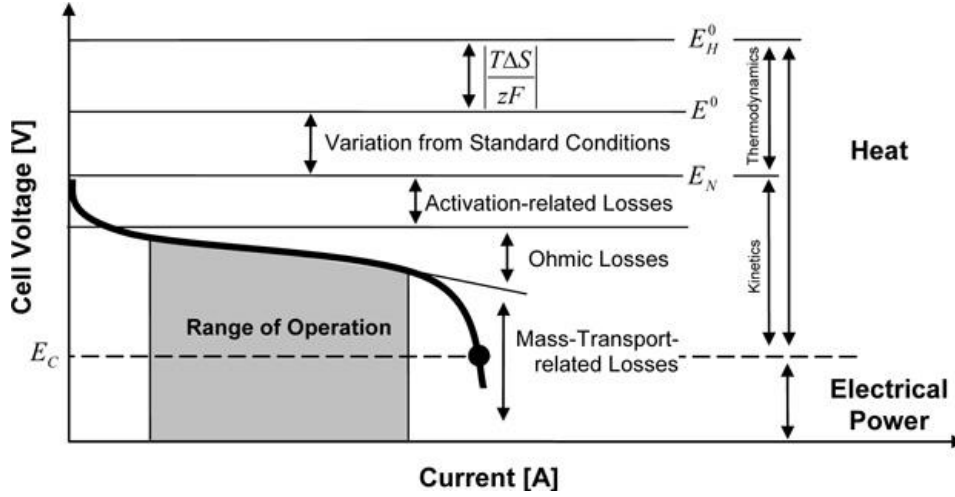 Cell Voltage [V]
E_H^0
|TΔS
zF|
E^0
Variation from Standard Conditions
Thermodynamics
Heat
E_N
Activation-related Losses
Ohmic Losses
Kinetics
Range of Operation
Mass-Transport-
related Losses
E_C
Electrical
Power
Current [A]